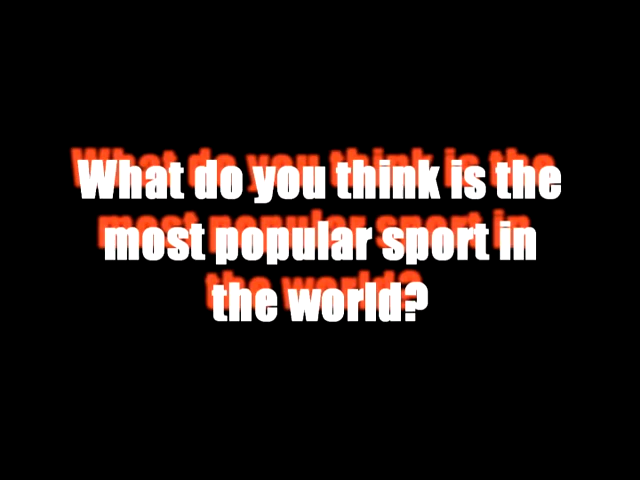 What do you think is the
most popular sport in
the world?